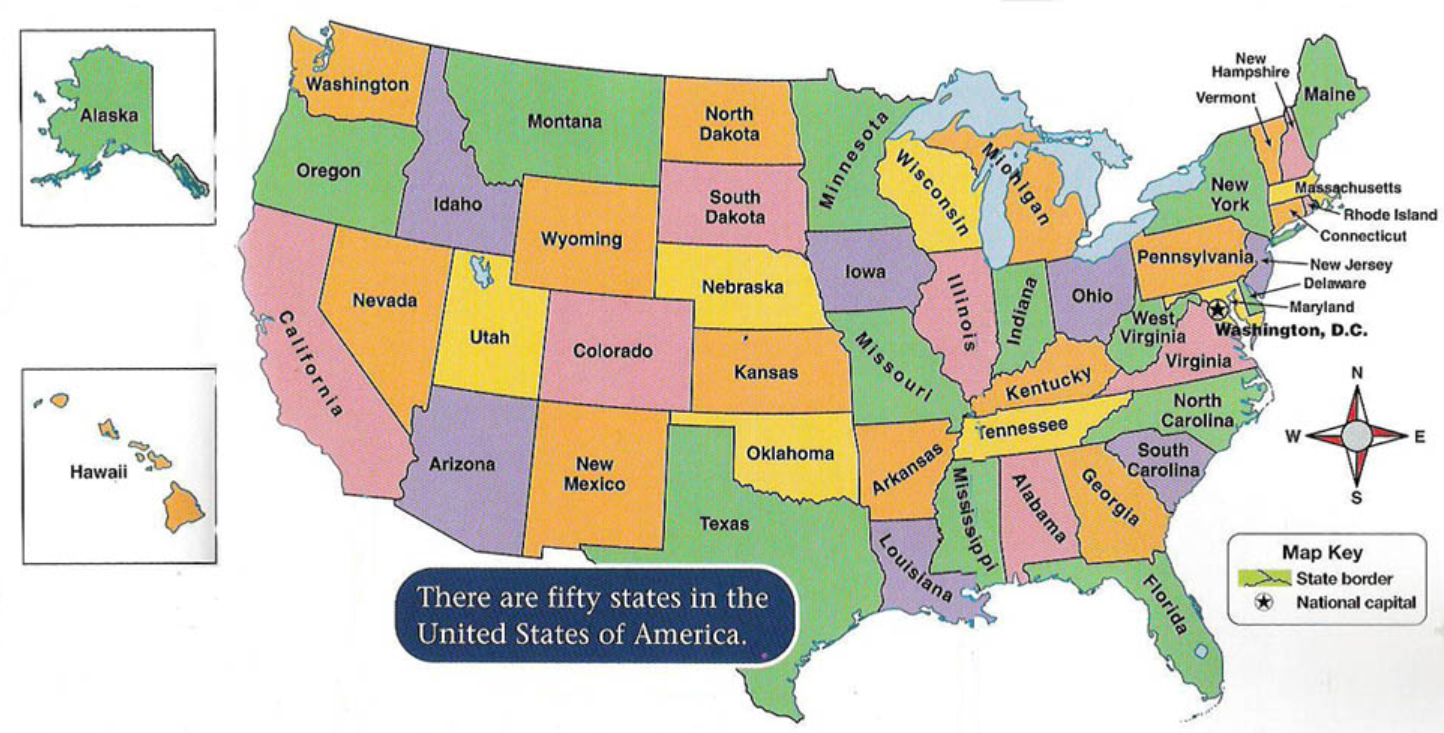 Alaska
Hawaii
Washington
Oregon
California
Nevada
Idaho
Montana
Wyoming
Utah
Arizona
Colorado
New
Mexico
North
Dakota
South
Dakota
Nebraska
Kansas
Oklahoma
Texas
Minnesota
Iowa
Missouri
Arkansas
Louisiana
Wisconsin
Michigan
Illinois
Indiana
Ohio
Kentucky
Tennessee
Mississippi
Alabama
Georgia
Florida
South
Carolina
North
Carolina
Virginia
West
Virginia
Pennsylvania
New
York
Vermont
New
Hampshire
Maine
Massachusetts
Rhode Island
Connecticut
New Jersey
Delaware
Maryland
Washington, D.C.
N
W
E
S
Map Key
State border
National capital
There are fifty states in the
United States of America.